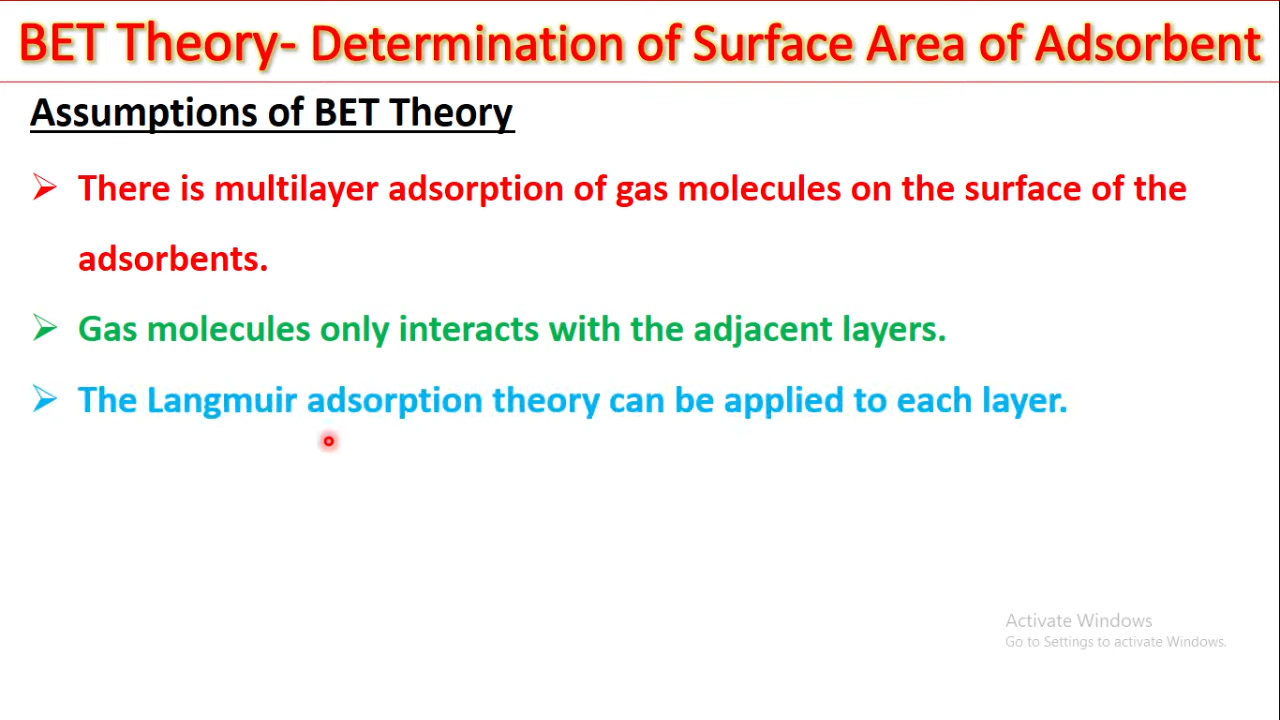 BET Theory- Determination of Surface Area of Adsorbent
Assumptions of BET Theory
There is multilayer adsorption of gas molecules on the surface of the
adsorbents.
Gas molecules only interacts with the adjacent layers.
The Langmuir adsorption theory can be applied to each layer.
Activate Windows
Go to Settings to activate Windows.